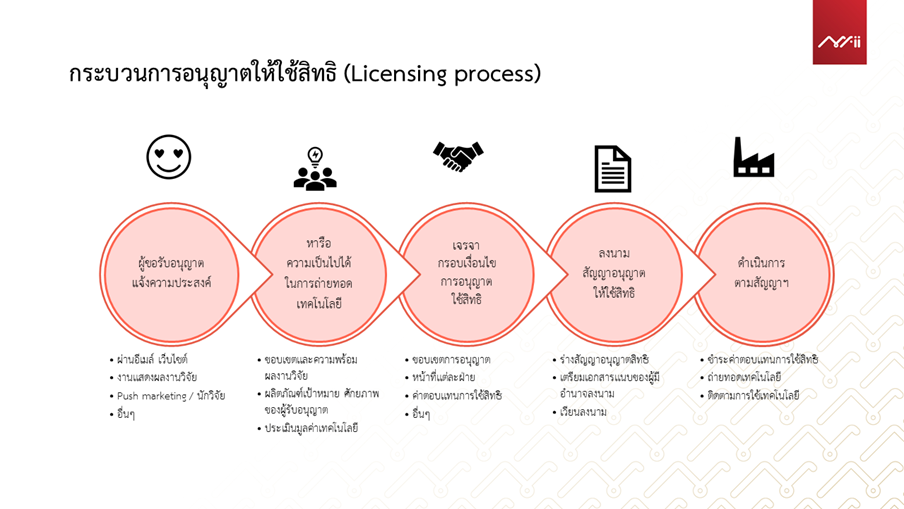 กระบวนการอนุญาตให้ใช้สิทธิ (Licensing process)
ผู้ขอรับอนุญาต
แจ้งความประสงค์
• ผ่านอีเมล์ เว็บไซต์
• งานแสดงผลงานวิจัย
• Push marketing / นักวิจัย
• อื่นๆ
หารือ
ความเป็นไปได้
ในการถ่ายทอด
เทคโนโลยี
• ขอบเขตและความพร้อม
ผลงานวิจัย
• ผลิตภัณฑ์เป้าหมาย ศักยภาพ
ของผู้รับอนุญาต
• ประเมินมูลค่าเทคโนโลยี
เจรจา
กรอบเงื่อนไข
การอนุญาต
ใช้สิทธิ
• ขอบเขตการอนุญาต
• หน้าที่แต่ละฝ่าย
• ค่าตอบแทนการใช้สิทธิ
• อื่นๆ
ลงนาม
สัญญาอนุญาต
ให้ใช้สิทธิ
• ร่างสัญญาอนุญาตสิทธิ
• เตรียมเอกสารแนบของผู้มี
อำนาจลงนาม
• เวียนลงนาม
ดำเนินการ
ตามสัญญาฯ
• ชำระค่าตอบแทนการใช้สิทธิ
• ถ่ายทอดเทคโนโลยี
• ติดตามการใช้เทคโนโลยี